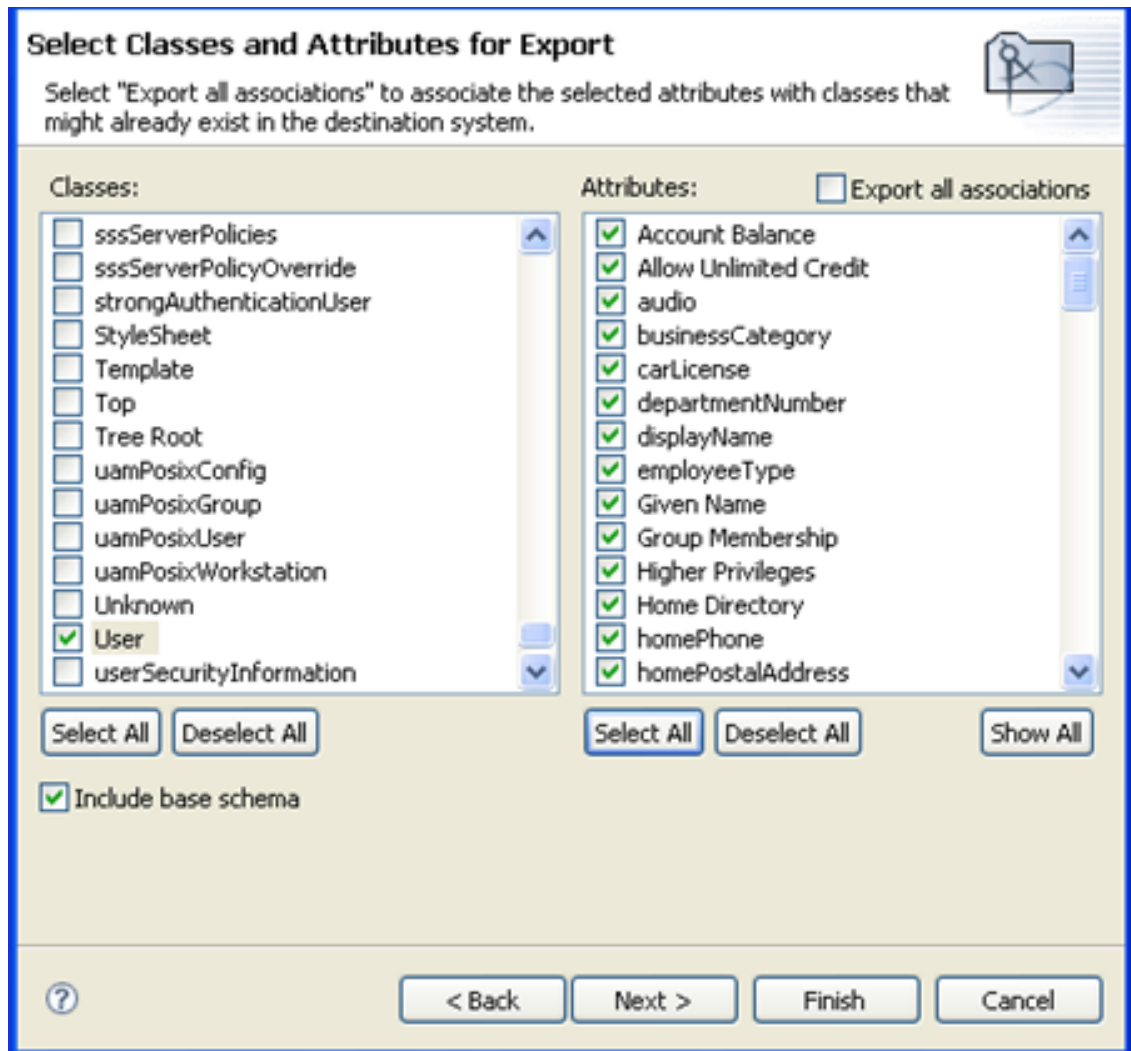 Select Classes and Attributes for Export
Select "Export all associations" to associate the selected attributes with classes that
might already exist in the destination system.
Classes:
sssServerPolicies
sssServerPolicyOverride
strongAuthenticationUser
StyleSheet
Template
Top
Tree Root
uamPosixConfig
uamPosixGroup
uamPosixUser
uamPosixWorkstation
Unknown
User
userSecurityInformation
Select All Deselect All
Include base schema
Attributes: Export all associations
Account Balance
Allow Unlimited Credit
audio
businessCategory
carLicense
departmentNumber
displayName
employeeType
Given Name
Group Membership
Higher Privileges
Home Directory
homePhone
homePostalAddress
Select All Deselect All Show All
? < Back Next > Finish Cancel